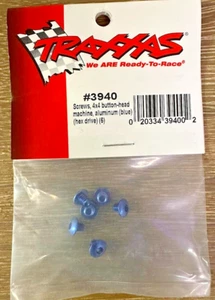 TRAXXAS
We ARE Ready-To-Race®
#3940
Screws, 4x4 button-head
machine, aluminum (blue)
(hex drive) (6)
0 20334 39400 2